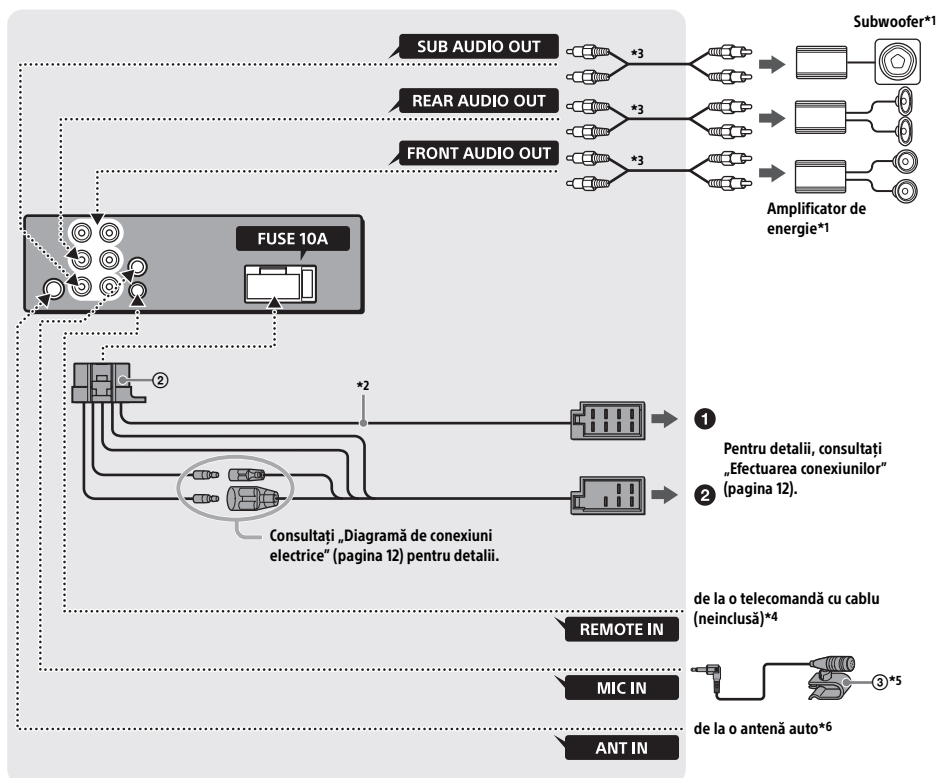 Subwoofer*1
SUB AUDIO OUT
*3
REAR AUDIO OUT
*3
FRONT AUDIO OUT
*3
Amplificator de
energie*1
FUSE 10A
②
*2
❶
Pentru detalii, consultați
„Efectuarea conexiunilor”
(pagina 12).
❷
Consultați „Diagramă de conexiuni
electrice” (pagina 12) pentru detalii.
de la o telecomandă cu cablu
(neinclusă)*4
REMOTE IN
③*5
MIC IN
de la o antenă auto*6
ANT IN